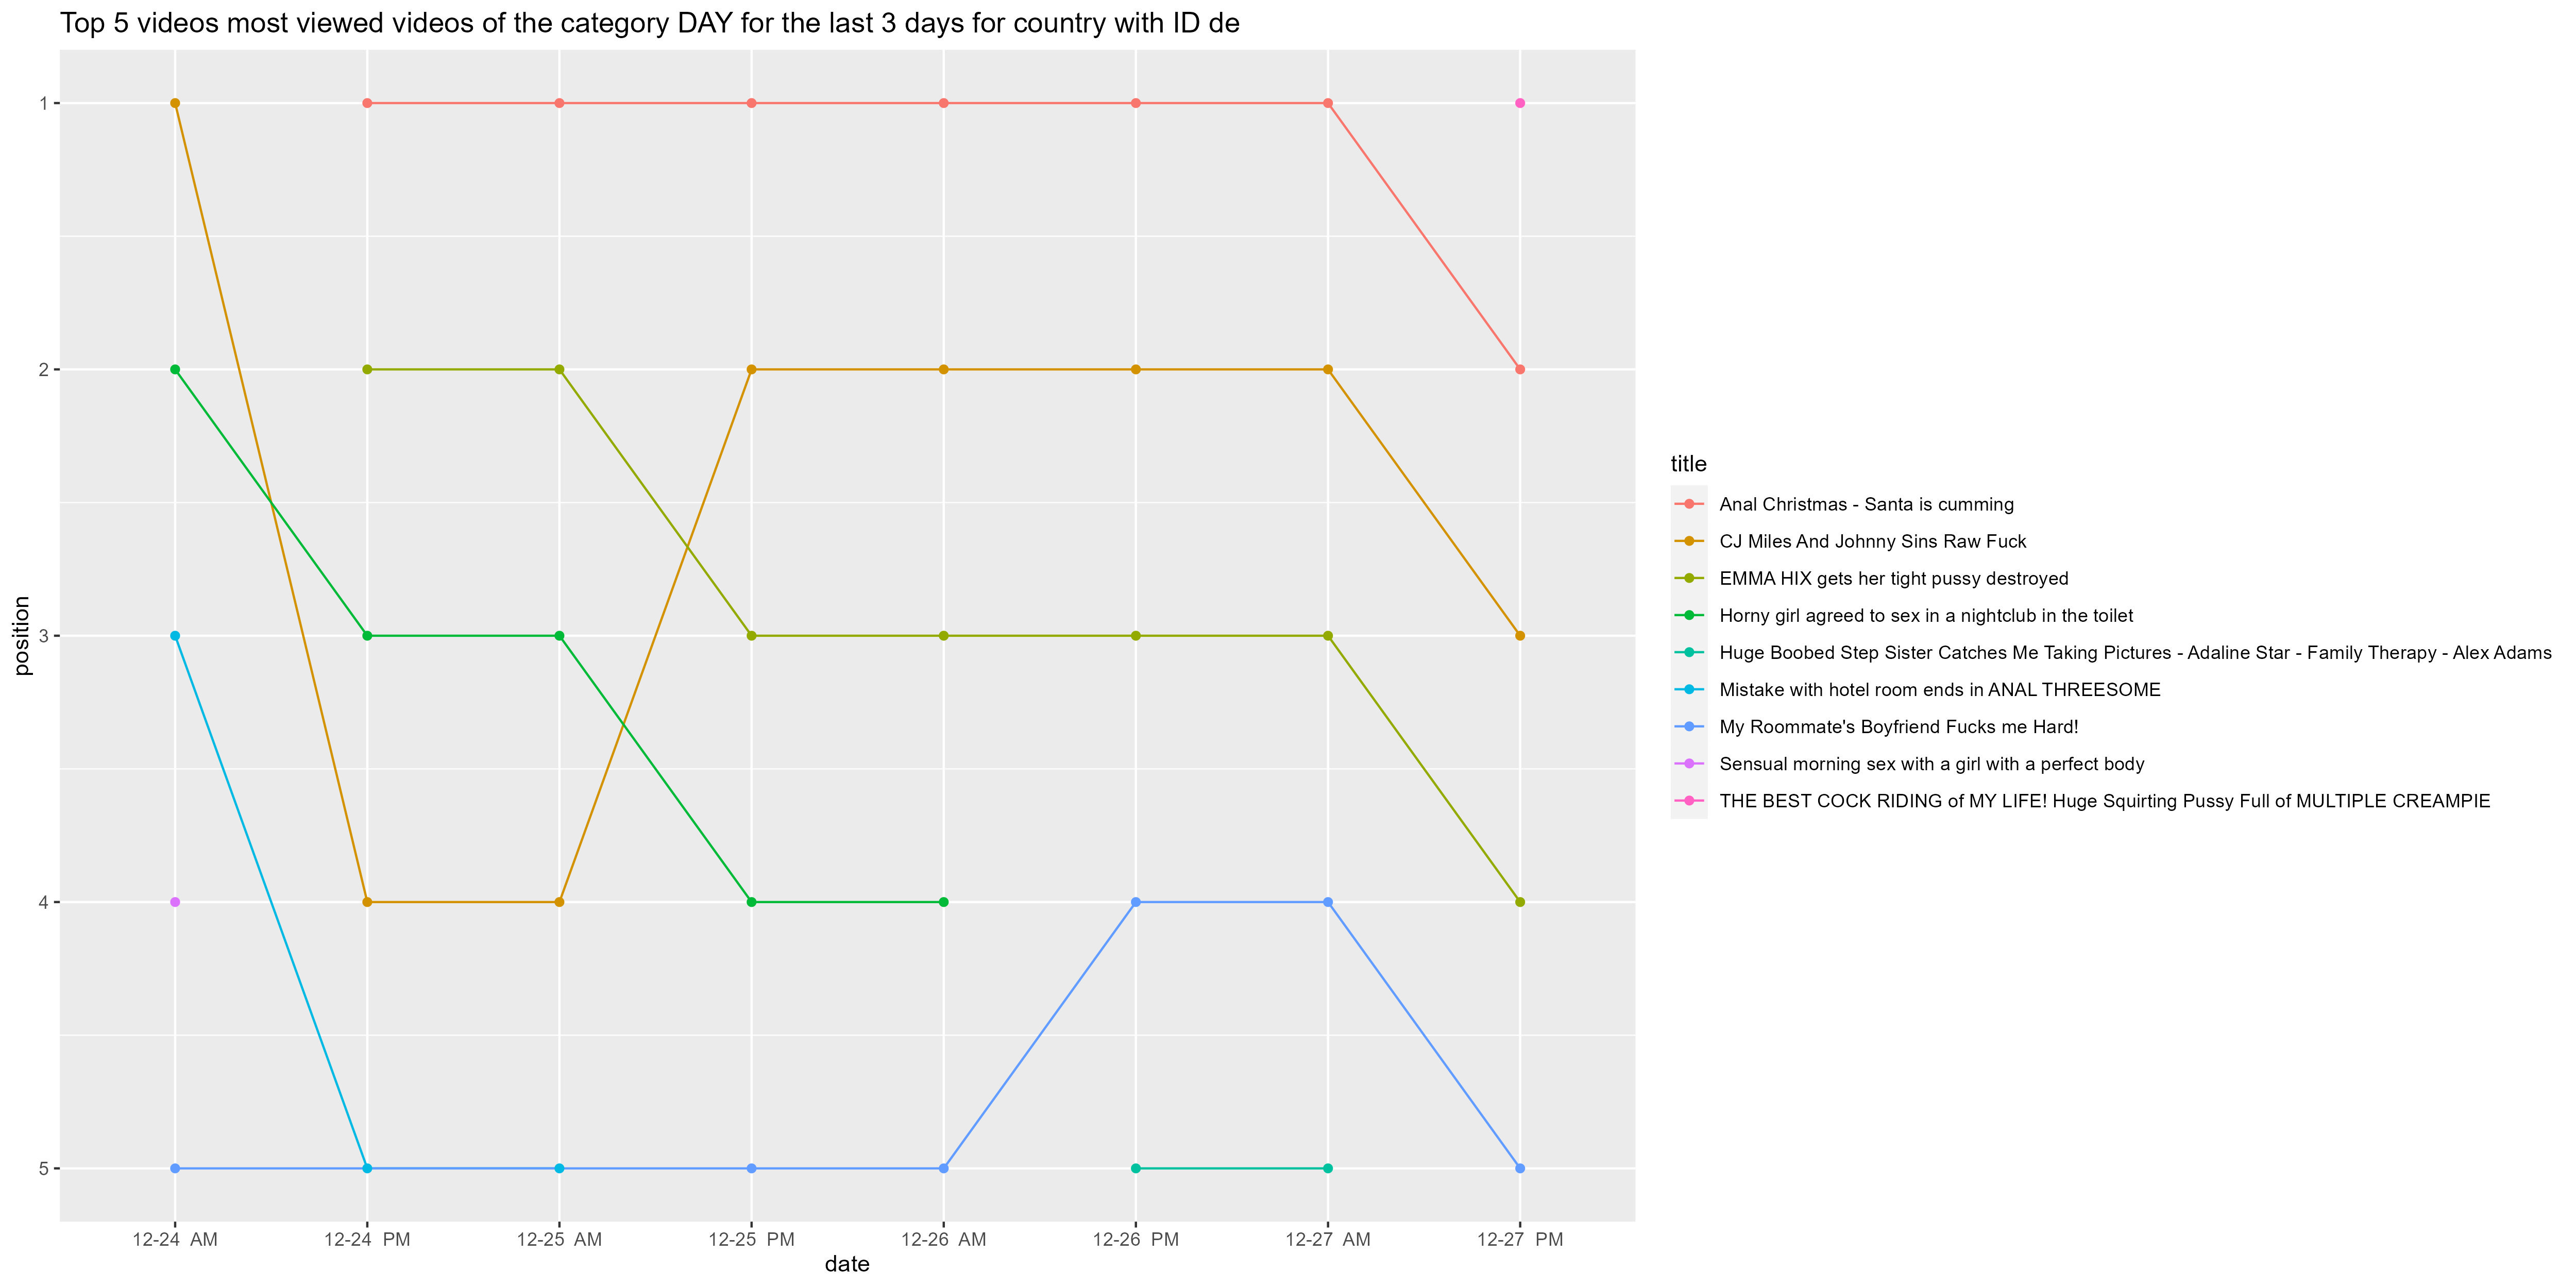 Top 5 videos most viewed videos of the category DAY for the last 3 days for country with ID de
position
1
2
3
4
5
12-24 AM
12-24 PM
12-25 AM
12-25 PM
12-26 AM
12-26 PM
12-27 AM
12-27 PM
date
title
Anal Christmas - Santa is cumming
CJ Miles And Johnny Sins Raw Fuck
EMMA HIX gets her tight pussy destroyed
Horny girl agreed to sex in a nightclub in the toilet
Huge Boobed Step Sister Catches Me Taking Pictures - Adaline Star - Family Therapy - Alex Adams
Mistake with hotel room ends in ANAL THREESOME
My Roommate's Boyfriend Fucks me Hard!
Sensual morning sex with a girl with a perfect body
THE BEST COCK RIDING of MY LIFE! Huge Squirting Pussy Full of MULTIPLE CREAMPIE